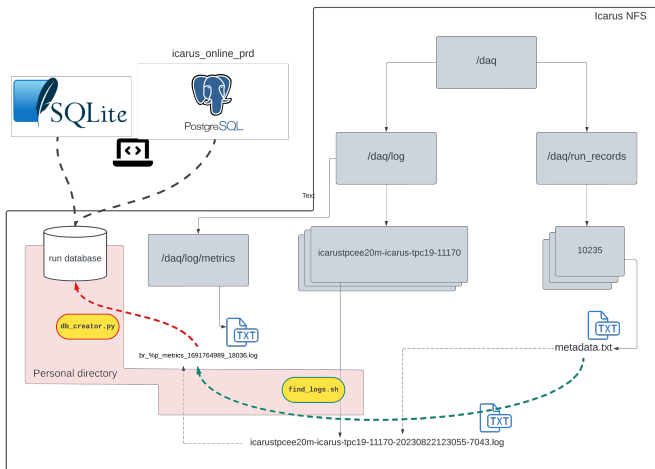 Icarus NFS
icarus_online_prd
SQLite
PostgreSQL
/daq
/daq/log
/daq/run_records
Text
run database
/daq/log/metrics
icarustpcee20m-icarus-tpc19-11170
10235
TXT
db_creator.py
TXT
br_%p_metrics_1691764989_18036.log
metadata.txt
Personal directory
find_logs.sh
TXT
icarustpcee20m-icarus-tpc19-11170-20230822123055-7043.log